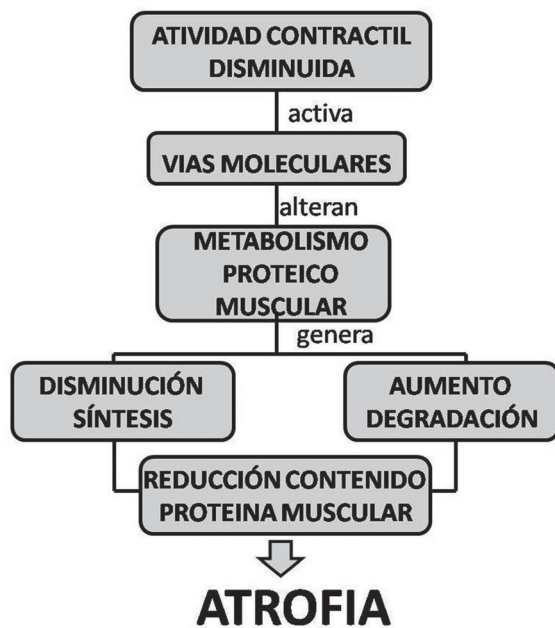 ATIVIDAD CONTRACTIL
DISMINUIDA
activa
VIAS MOLECULARES
alteran
METABOLISMO
PROTEICO
MUSCULAR
genera
DISMINUCIÓN
SÍNTESIS
AUMENTO
DEGRADACIÓN
REDUCCIÓN CONTENIDO
PROTEINA MUSCULAR
ATROFIA